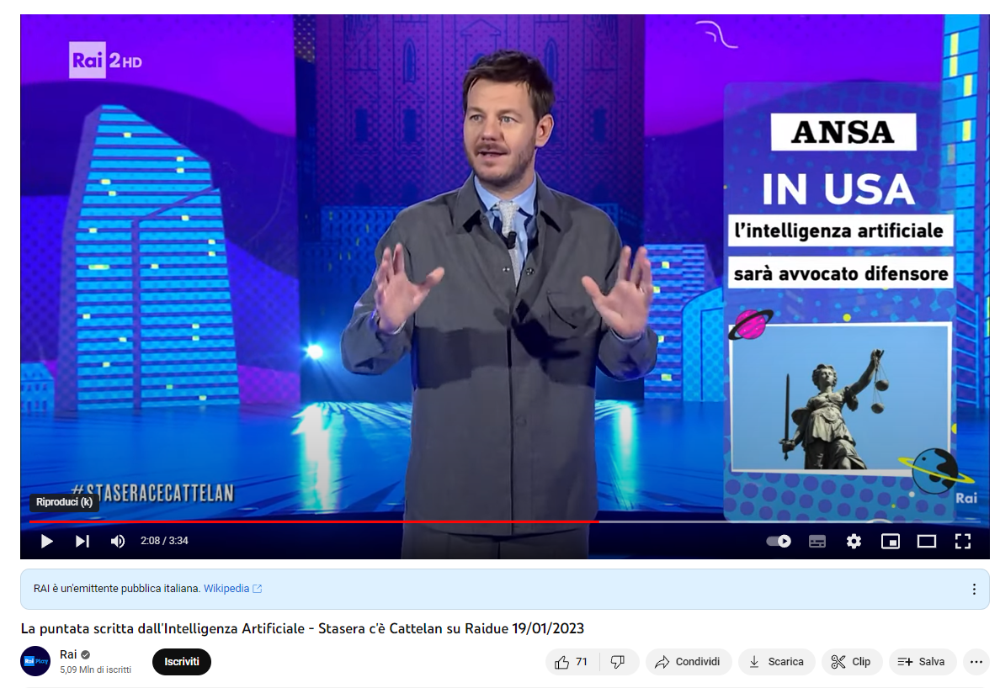 Rai 2 HD
ANSA
IN USA
l'intelligenza artificiale
sarà avvocato difensore
#STASERACECATTELAN
Rai
Riproduci (k)
2:08 / 3:34
RAI è un'emittente pubblica italiana. Wikipedia
La puntata scritta dall'Intelligenza Artificiale - Stasera c'è Cattelan su Raidue 19/01/2023
Rai Play
Rai
5,09 Mln di iscritti
Iscriviti
71
Condividi
Scarica
Clip
Salva